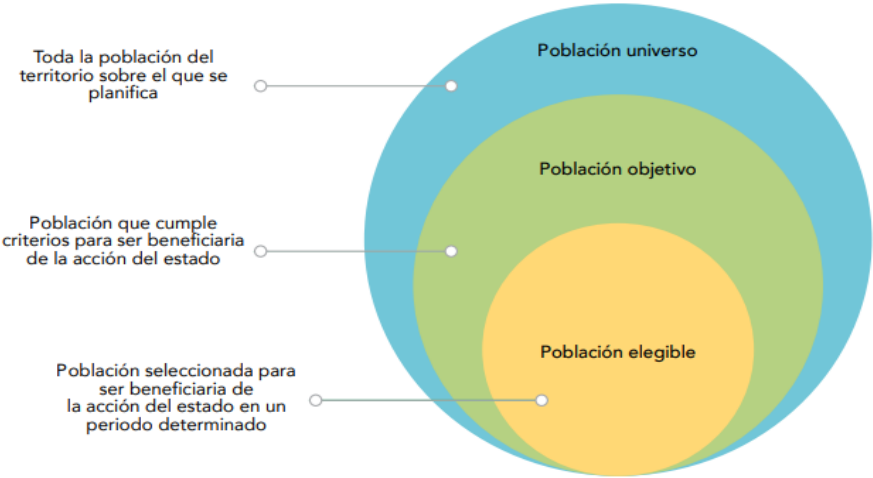 Población universo
Toda la población del
territorio sobre el que se
planifica
Población objetivo
Población que cumple
criterios para ser beneficiaria
de la acción del estado
Población elegible
Población seleccionada para
ser beneficiaria de
la acción del estado en un
periodo determinado